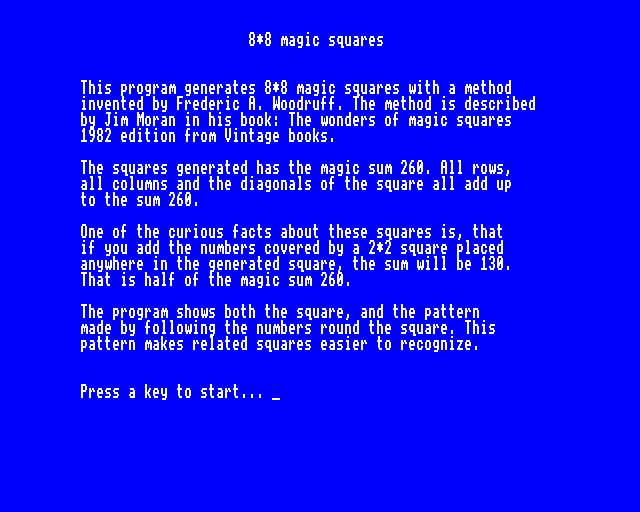 8*8 magic squares
This program generates 8*8 magic squares with a method
invented by Frederic A. Woodruff. The method is described
by Jim Moran in his book: The wonders of magic squares
1982 edition from Vintage books.
The squares generated has the magic sum 260. All rows,
all columns and the diagonals of the square all add up
to the sum 260.
One of the curious facts about these squares is, that
if you add the numbers covered by a 2*2 square placed
anywhere in the generated square, the sum will be 130.
That is half of the magic sum 260.
The program shows both the square, and the pattern
made by following the numbers round the square. This
pattern makes related squares easier to recognize.
Press a key to start... _